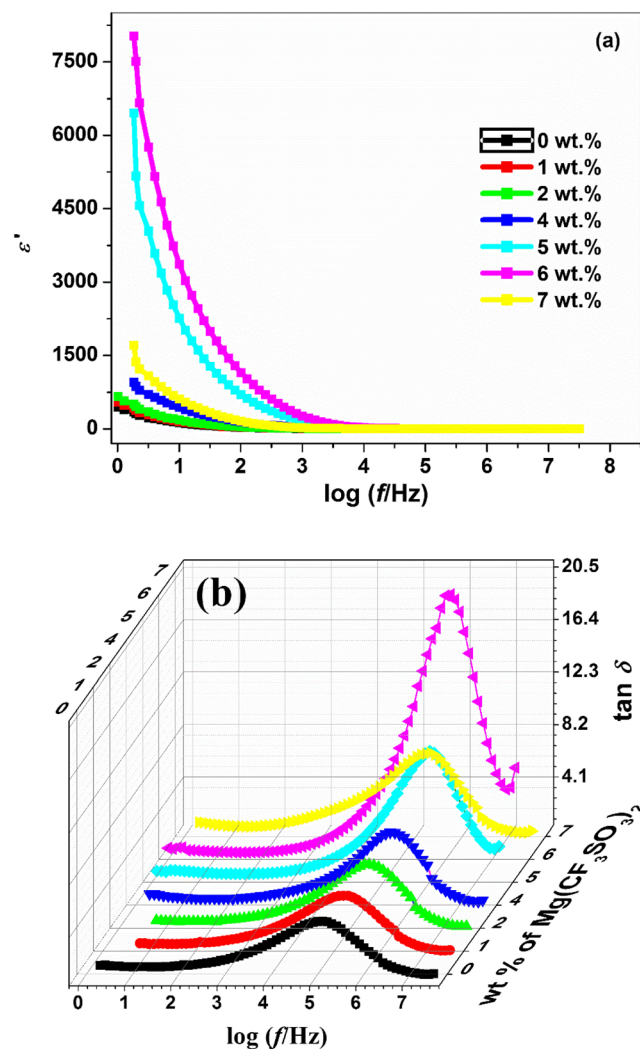 (a)
7500
6000
4500
3000
1500
0
ε'
0 wt.%
1 wt.%
2 wt.%
4 wt.%
5 wt.%
6 wt.%
7 wt.%
0 1 2 3 4 5 6 7 8
log (f/Hz)
(b)
7
6
5
4
2
1
0
20.5
16.4
12.3
8.2
4.1
tan δ
7
6
5
4
2
1
0
wt % of Mg(CF3SO3)2
0 1 2 3 4 5 6 7
log (f/Hz)